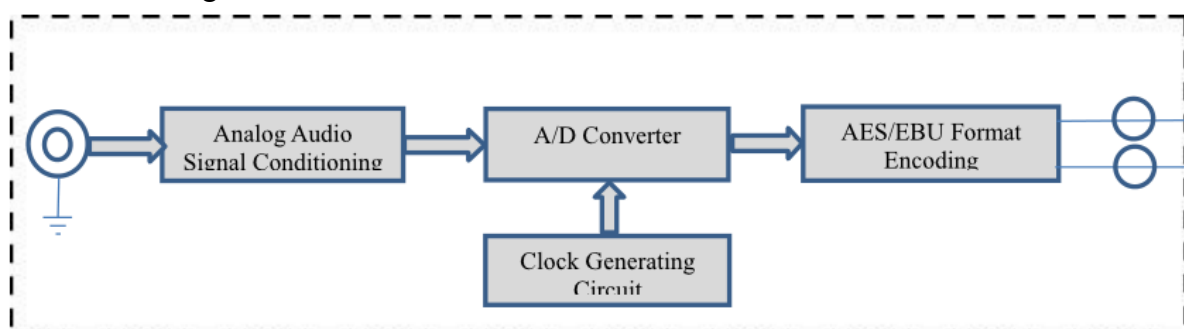 Analog Audio
Signal Conditioning
A/D Converter
AES/EBU Format
Encoding
Clock Generating
Circuit